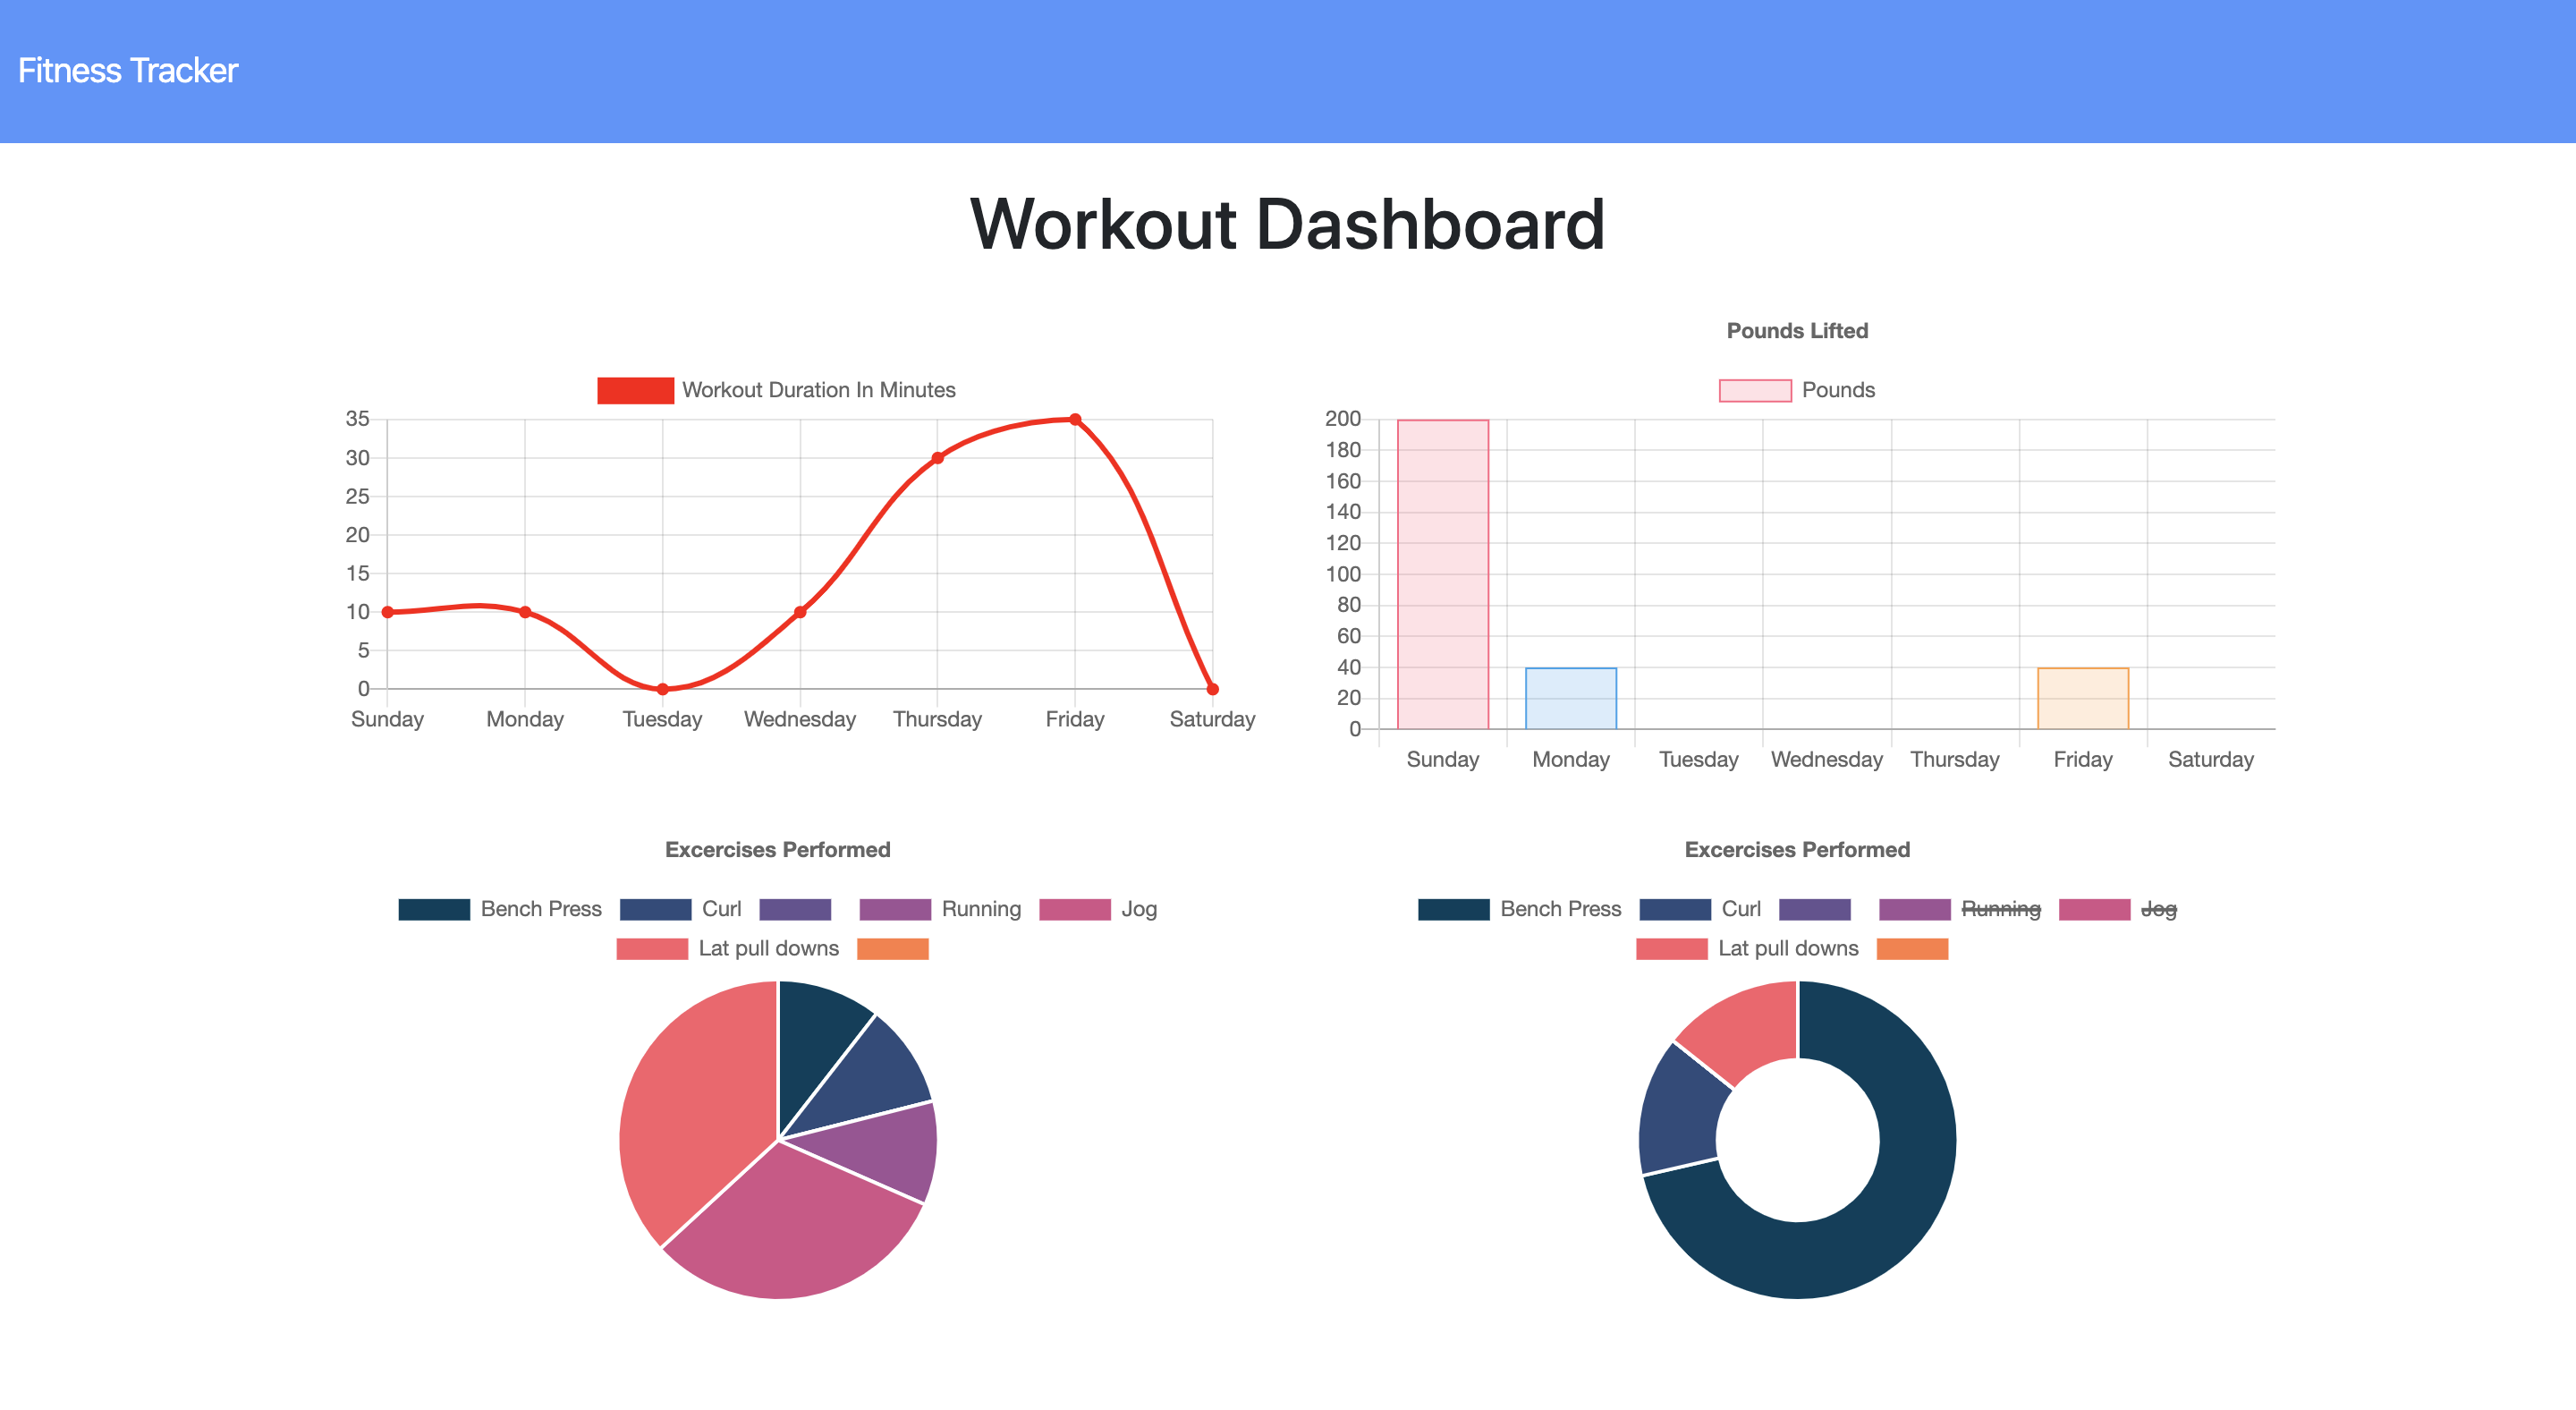 Fitness Tracker
Workout Dashboard
Workout Duration In Minutes
35
30
25
20
15
10
5
0
Sunday Monday Tuesday Wednesday Thursday Friday Saturday
Pounds Lifted
Pounds
200
180
160
140
120
100
80
60
40
20
0
Sunday Monday Tuesday Wednesday Thursday Friday Saturday
Excercises Performed
Bench Press Curl Running Jog
Lat pull downs
Excercises Performed
Bench Press Curl Running Jog
Lat pull downs